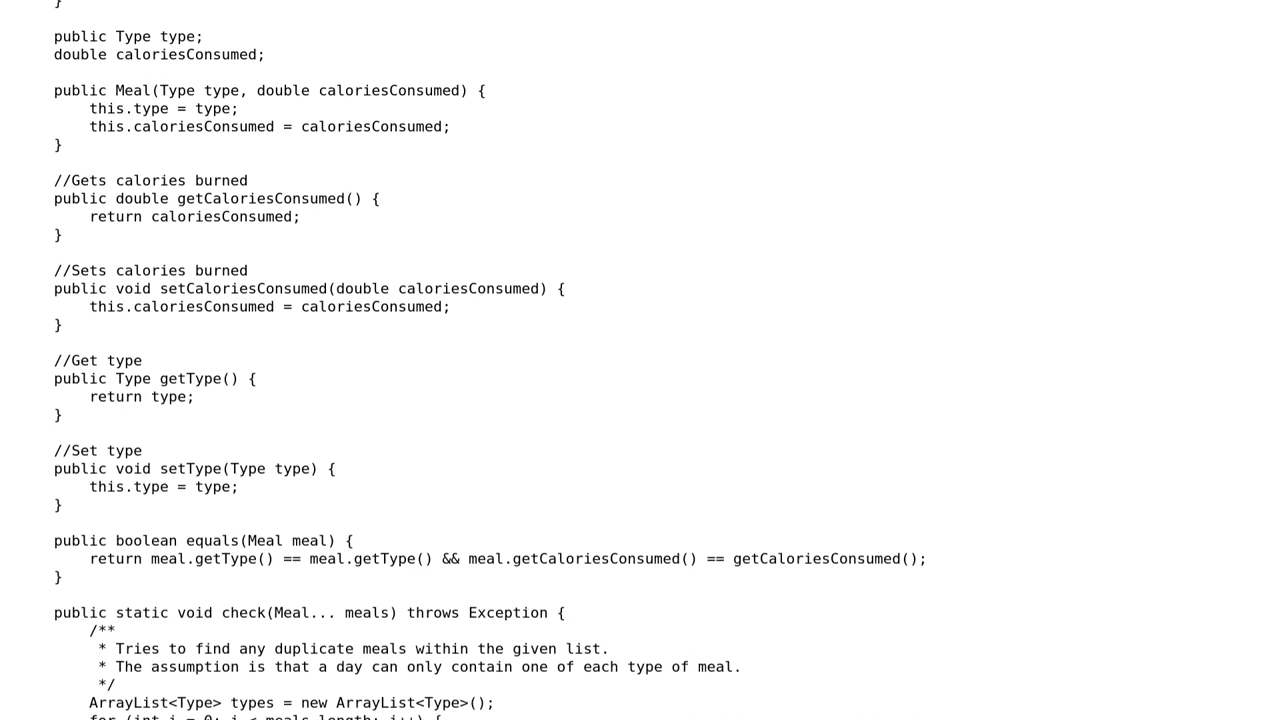 }
public Type type;
double caloriesConsumed;
public Meal(Type type, double caloriesConsumed) {
this.type = type;
this.caloriesConsumed = caloriesConsumed;
}
//Gets calories burned
public double getCaloriesConsumed() {
return caloriesConsumed;
}
//Sets calories burned
public void setCaloriesConsumed(double caloriesConsumed) {
this.caloriesConsumed = caloriesConsumed;
}
//Get type
public Type getType() {
return type;
}
//Set type
public void setType(Type type) {
this.type = type;
}
public boolean equals(Meal meal) {
return meal.getType() == meal.getType() && meal.getCaloriesConsumed() == getCaloriesConsumed();
}
public static void check(Meal... meals) throws Exception {
/**
* Tries to find any duplicate meals within the given list.
* The assumption is that a day can only contain one of each type of meal.
*/
ArrayList<Type> types = new ArrayList<Type>();
for (int i = 0; i < meals.length; i++) {